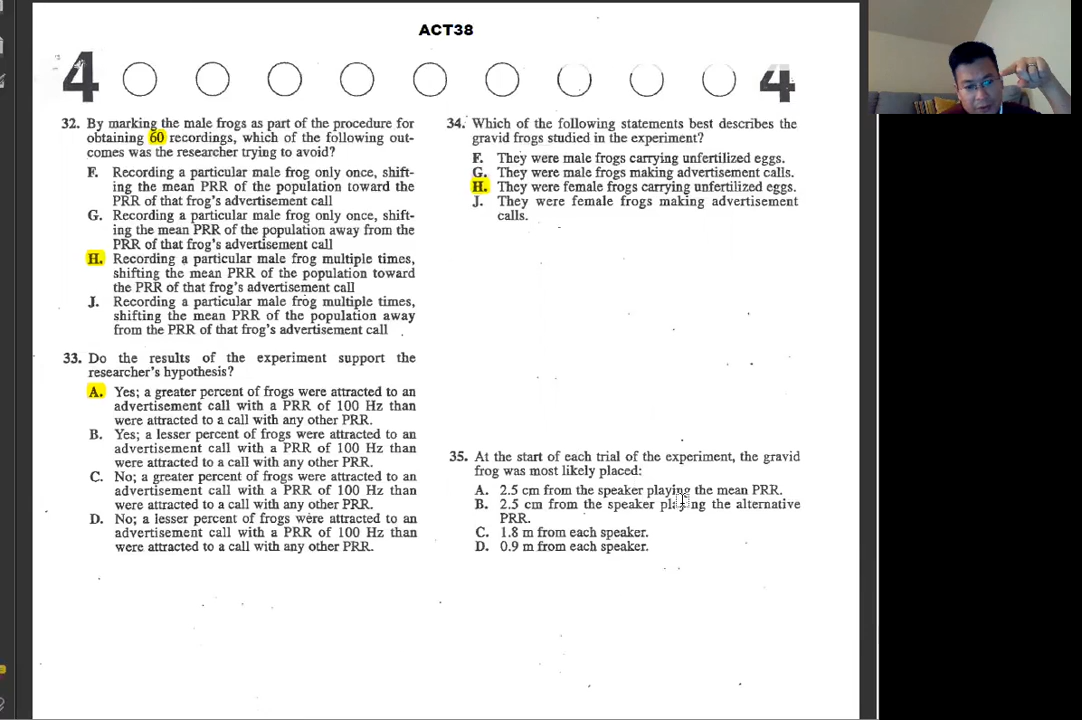 ACT38
4
4
32. By marking the male frogs as part of the procedure for
obtaining 60 recordings, which of the following out-
comes was the researcher trying to avoid?
F. Recording a particular male frog only once, shift-
ing the mean PRR of the population toward the
PRR of that frog's advertisement call
G. Recording a particular male frog only once, shift-
ing the mean PRR of the population away from the
PRR of that frog's advertisement call
H. Recording a particular male frog multiple times,
shifting the mean PRR of the population toward
the PRR of that frog's advertisement call
J. Recording a particular male frog multiple times,
shifting the mean PRR of the population away
from the PRR of that frog's advertisement call
33. Do the results of the experiment support the
researcher's hypothesis?
A. Yes; a greater percent of frogs were attracted to an
advertisement call with a PRR of 100 Hz than
were attracted to a call with any other PRR.
B. Yes; a lesser percent of frogs were attracted to an
advertisement call with a PRR of 100 Hz than
were attracted to a call with any other PRR.
C. No; a greater percent of frogs were attracted to an
advertisement call with a PRR of 100 Hz than
were attracted to a call with any other PRR.
D. No; a lesser percent of frogs were attracted to an
advertisement call with a PRR of 100 Hz than
were attracted to a call with any other PRR.
34. Which of the following statements best describes the
gravid frogs studied in the experiment?
F. They were male frogs carrying unfertilized eggs.
G. They were male frogs making advertisement calls.
H. They were female frogs carrying unfertilized eggs.
J. They were female frogs making advertisement
calls.
35. At the start of each trial of the experiment, the gravid
frog was most likely placed:
A. 2.5 cm from the speaker playing the mean PRR.
B. 2.5 cm from the speaker playing the alternative
PRR.
C. 1.8 m from each speaker.
D. 0.9 m from each speaker.